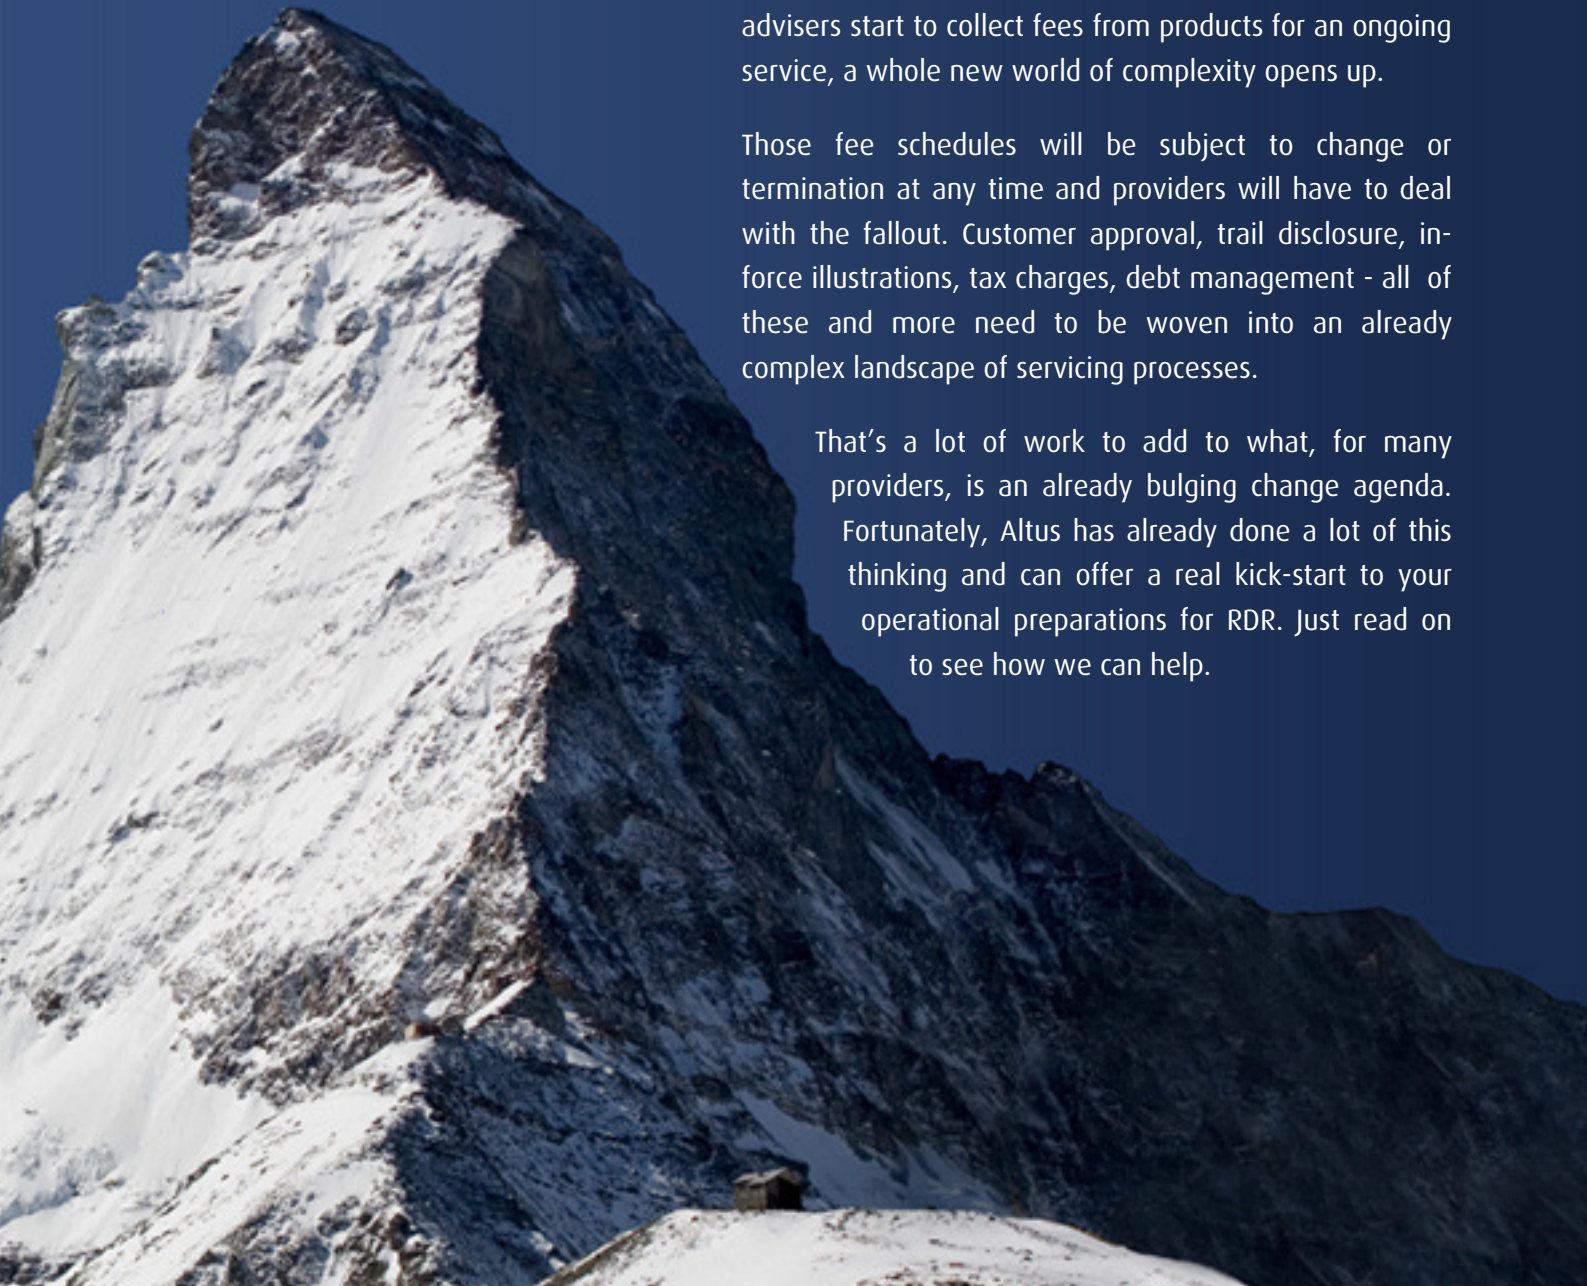 advisers start to collect fees from products for an ongoing
service, a whole new world of complexity opens up.
Those fee schedules will be subject to change or
termination at any time and providers will have to deal
with the fallout. Customer approval, trail disclosure, in-
force illustrations, tax charges, debt management - all of
these and more need to be woven into an already
complex landscape of servicing processes.
That’s a lot of work to add to what, for many
providers, is an already bulging change agenda.
Fortunately, Altus has already done a lot of this
thinking and can offer a real kick-start to your
operational preparations for RDR. Just read on
to see how we can help.